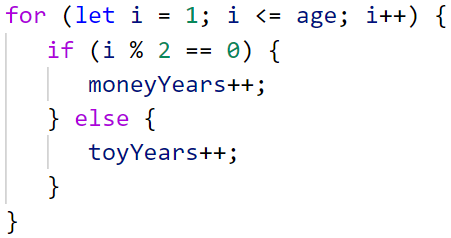 for (let i = 1; i <= age; i++) {
    if (i % 2 == 0) {
        moneyYears++;
    } else {
        toyYears++;
    }
}